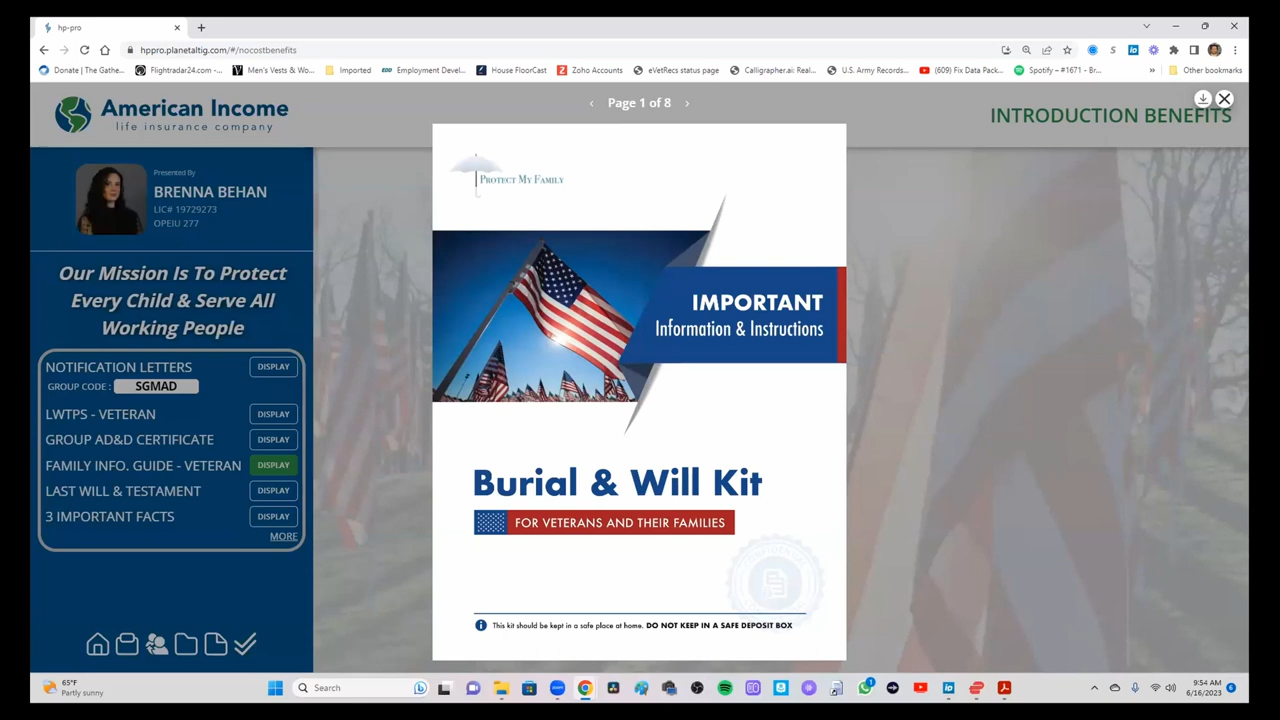 hp-pro
hppro.planetaltig.com/#/nocostbenefits
Donate | The Gathe...
Flightradar24.com -...
Men's Vests & Wo...
Imported
EDD Employment Devel...
House FloorCast
Zoho Accounts
eVetRecs status page
Calligrapher.ai: Real...
U.S. Army Records...
(609) Fix Data Pack...
Spotify – #1671 - Br...
Other bookmarks
American Income
life insurance company
Page 1 of 8
INTRODUCTION BENEFITS
Presented By
BRENNA BEHAN
LIC# 19729273
OPEIU 277
Our Mission Is To Protect
Every Child & Serve All
Working People
NOTIFICATION LETTERS DISPLAY
GROUP CODE : SGMAD
LWTPS - VETERAN DISPLAY
GROUP AD&D CERTIFICATE DISPLAY
FAMILY INFO. GUIDE - VETERAN DISPLAY
LAST WILL & TESTAMENT DISPLAY
3 IMPORTANT FACTS DISPLAY
MORE
PROTECT MY FAMILY
IMPORTANT
Information & Instructions
Burial & Will Kit
FOR VETERANS AND THEIR FAMILIES
This kit should be kept in a safe place at home. DO NOT KEEP IN A SAFE DEPOSIT BOX
65°F
Partly sunny
Search
1
9:54 AM
6/16/2023
6